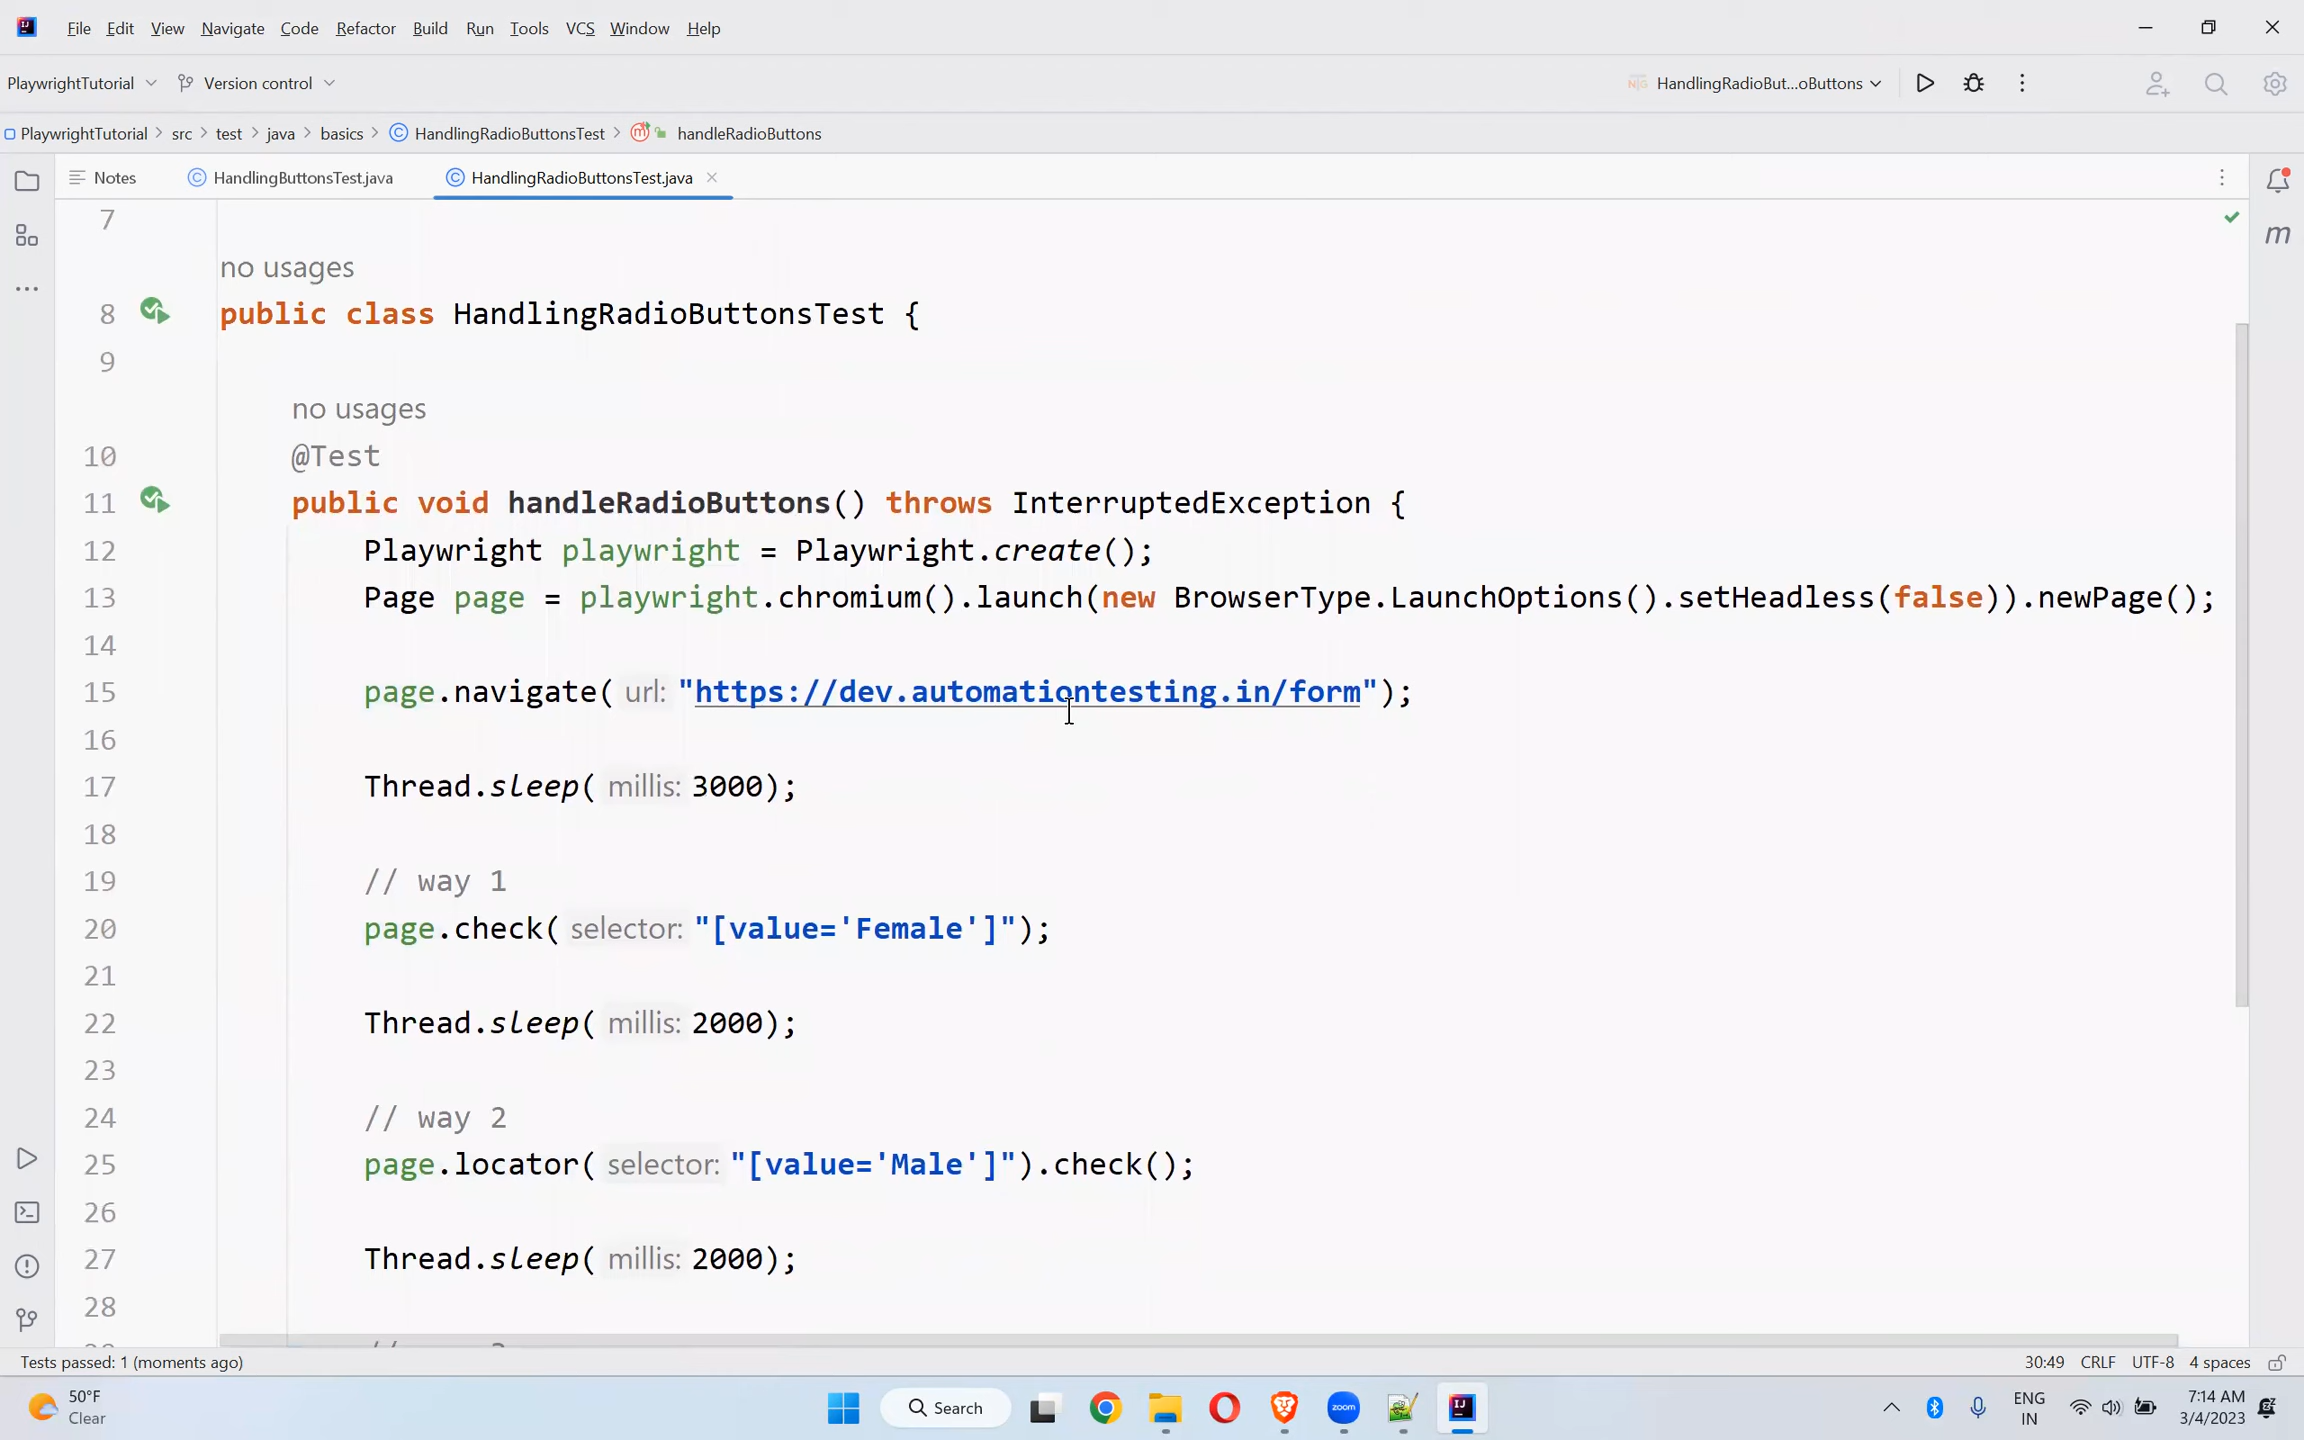 File Edit View Navigate Code Refactor Build Run Tools VCS Window Help
PlaywrightTutorial Version control HandlingRadioBut...oButtons
PlaywrightTutorial src test java basics HandlingRadioButtonsTest handleRadioButtons
Notes HandlingButtonsTest.java HandlingRadioButtonsTest.java
7
no usages
8 public class HandlingRadioButtonsTest {
9
no usages
10 @Test
11 public void handleRadioButtons() throws InterruptedException {
12 Playwright playwright = Playwright.create();
13 Page page = playwright.chromium().launch(new BrowserType.LaunchOptions().setHeadless(false)).newPage();
14
15 page.navigate( url: "https://dev.automationtesting.in/form");
16
17 Thread.sleep( millis: 3000);
18
19 // way 1
20 page.check( selector: "[value='Female']");
21
22 Thread.sleep( millis: 2000);
23
24 // way 2
25 page.locator( selector: "[value='Male']").check();
26
27 Thread.sleep( millis: 2000);
28
Tests passed: 1 (moments ago) 30:49 CRLF UTF-8 4 spaces
50°F
Clear
Search
zoom
ENG
IN
7:14 AM
3/4/2023